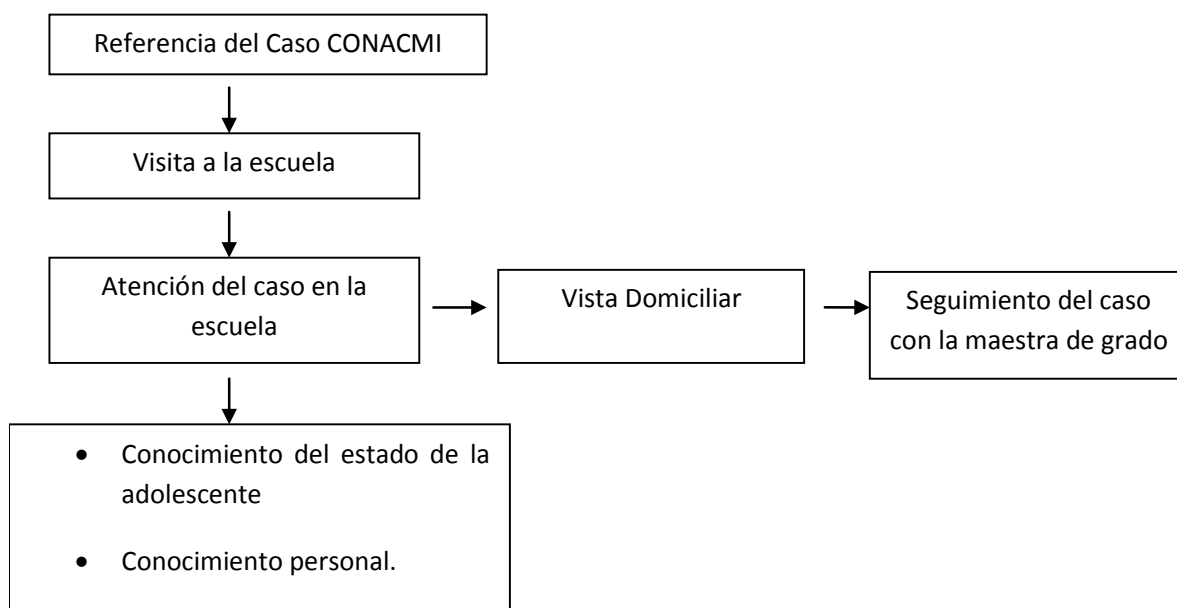 Referencia del Caso CONACMI
Visita a la escuela
Atención del caso en la
escuela
Vista Domiciliar
Seguimiento del caso
con la maestra de grado
• Conocimiento del estado de la
adolescente
• Conocimiento personal.